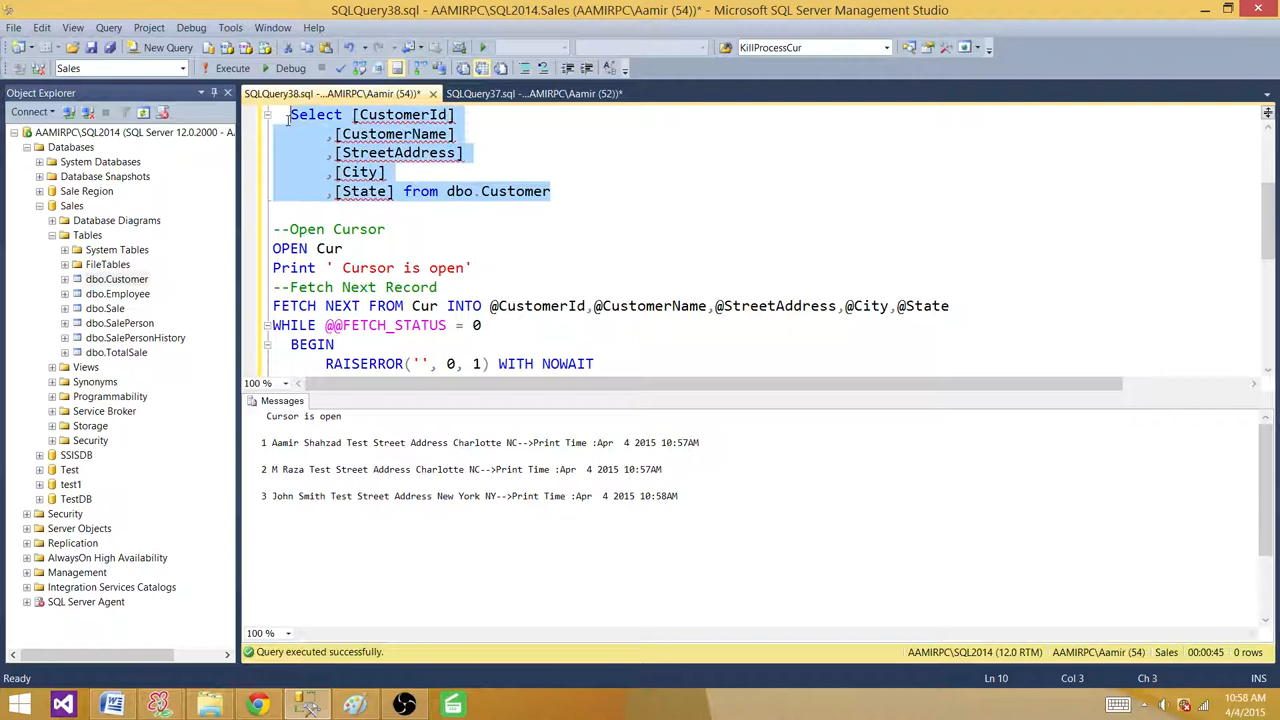 SQLQuery38.sql - AAMIRPC\SQL2014.Sales (AAMIRPC\Aamir (54))* - Microsoft SQL Server Management Studio
File Edit View Query Project Debug Tools Window Help
New Query KillProcessCur
Sales Execute Debug
Object Explorer
SQLQuery38.sql -...AAMIRPC\Aamir (54))* SQLQuery37.sql -...AAMIRPC\Aamir (52))*
Connect
AAMIRPC\SQL2014 (SQL Server 12.0.2000 - A
Databases
System Databases
Database Snapshots
Sale Region
Sales
Database Diagrams
Tables
System Tables
FileTables
dbo.Customer
dbo.Employee
dbo.Sale
dbo.SalePerson
dbo.SalePersonHistory
dbo.TotalSale
Views
Synonyms
Programmability
Service Broker
Storage
Security
SSISDB
Test
test1
TestDB
Security
Server Objects
Replication
AlwaysOn High Availability
Management
Integration Services Catalogs
SQL Server Agent
Select [CustomerId]
,[CustomerName]
,[StreetAddress]
,[City]
,[State] from dbo.Customer
--Open Cursor
OPEN Cur
Print ' Cursor is open'
--Fetch Next Record
FETCH NEXT FROM Cur INTO @CustomerId,@CustomerName,@StreetAddress,@City,@State
WHILE @@FETCH_STATUS = 0
BEGIN
RAISERROR('', 0, 1) WITH NOWAIT
100 %
Messages
Cursor is open
1 Aamir Shahzad Test Street Address Charlotte NC-->Print Time :Apr 4 2015 10:57AM
2 M Raza Test Street Address Charlotte NC-->Print Time :Apr 4 2015 10:57AM
3 John Smith Test Street Address New York NY-->Print Time :Apr 4 2015 10:58AM
100 %
Query executed successfully. AAMIRPC\SQL2014 (12.0 RTM) AAMIRPC\Aamir (54) Sales 00:00:45 0 rows
Ready Ln 10 Col 3 Ch 3 INS
10:58 AM
4/4/2015